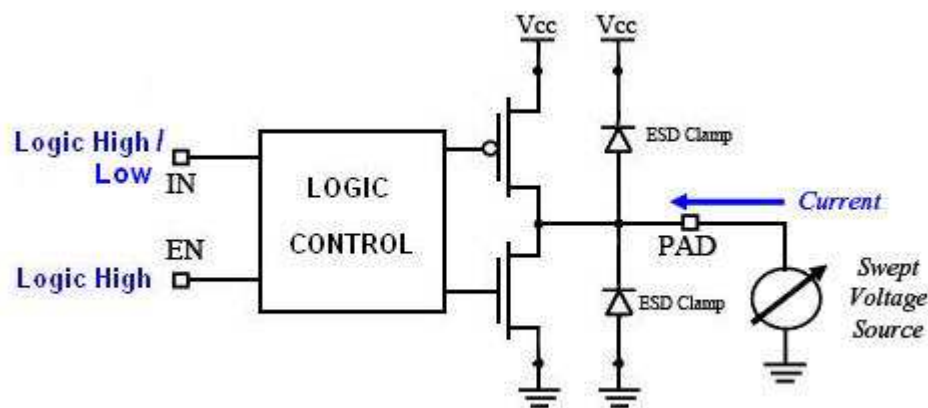 Vcc
Vcc
Logic High /
Low
IN
LOGIC
CONTROL
EN
Logic High
ESD Clamp
Current
PAD
ESD Clamp
Swept
Voltage
Source